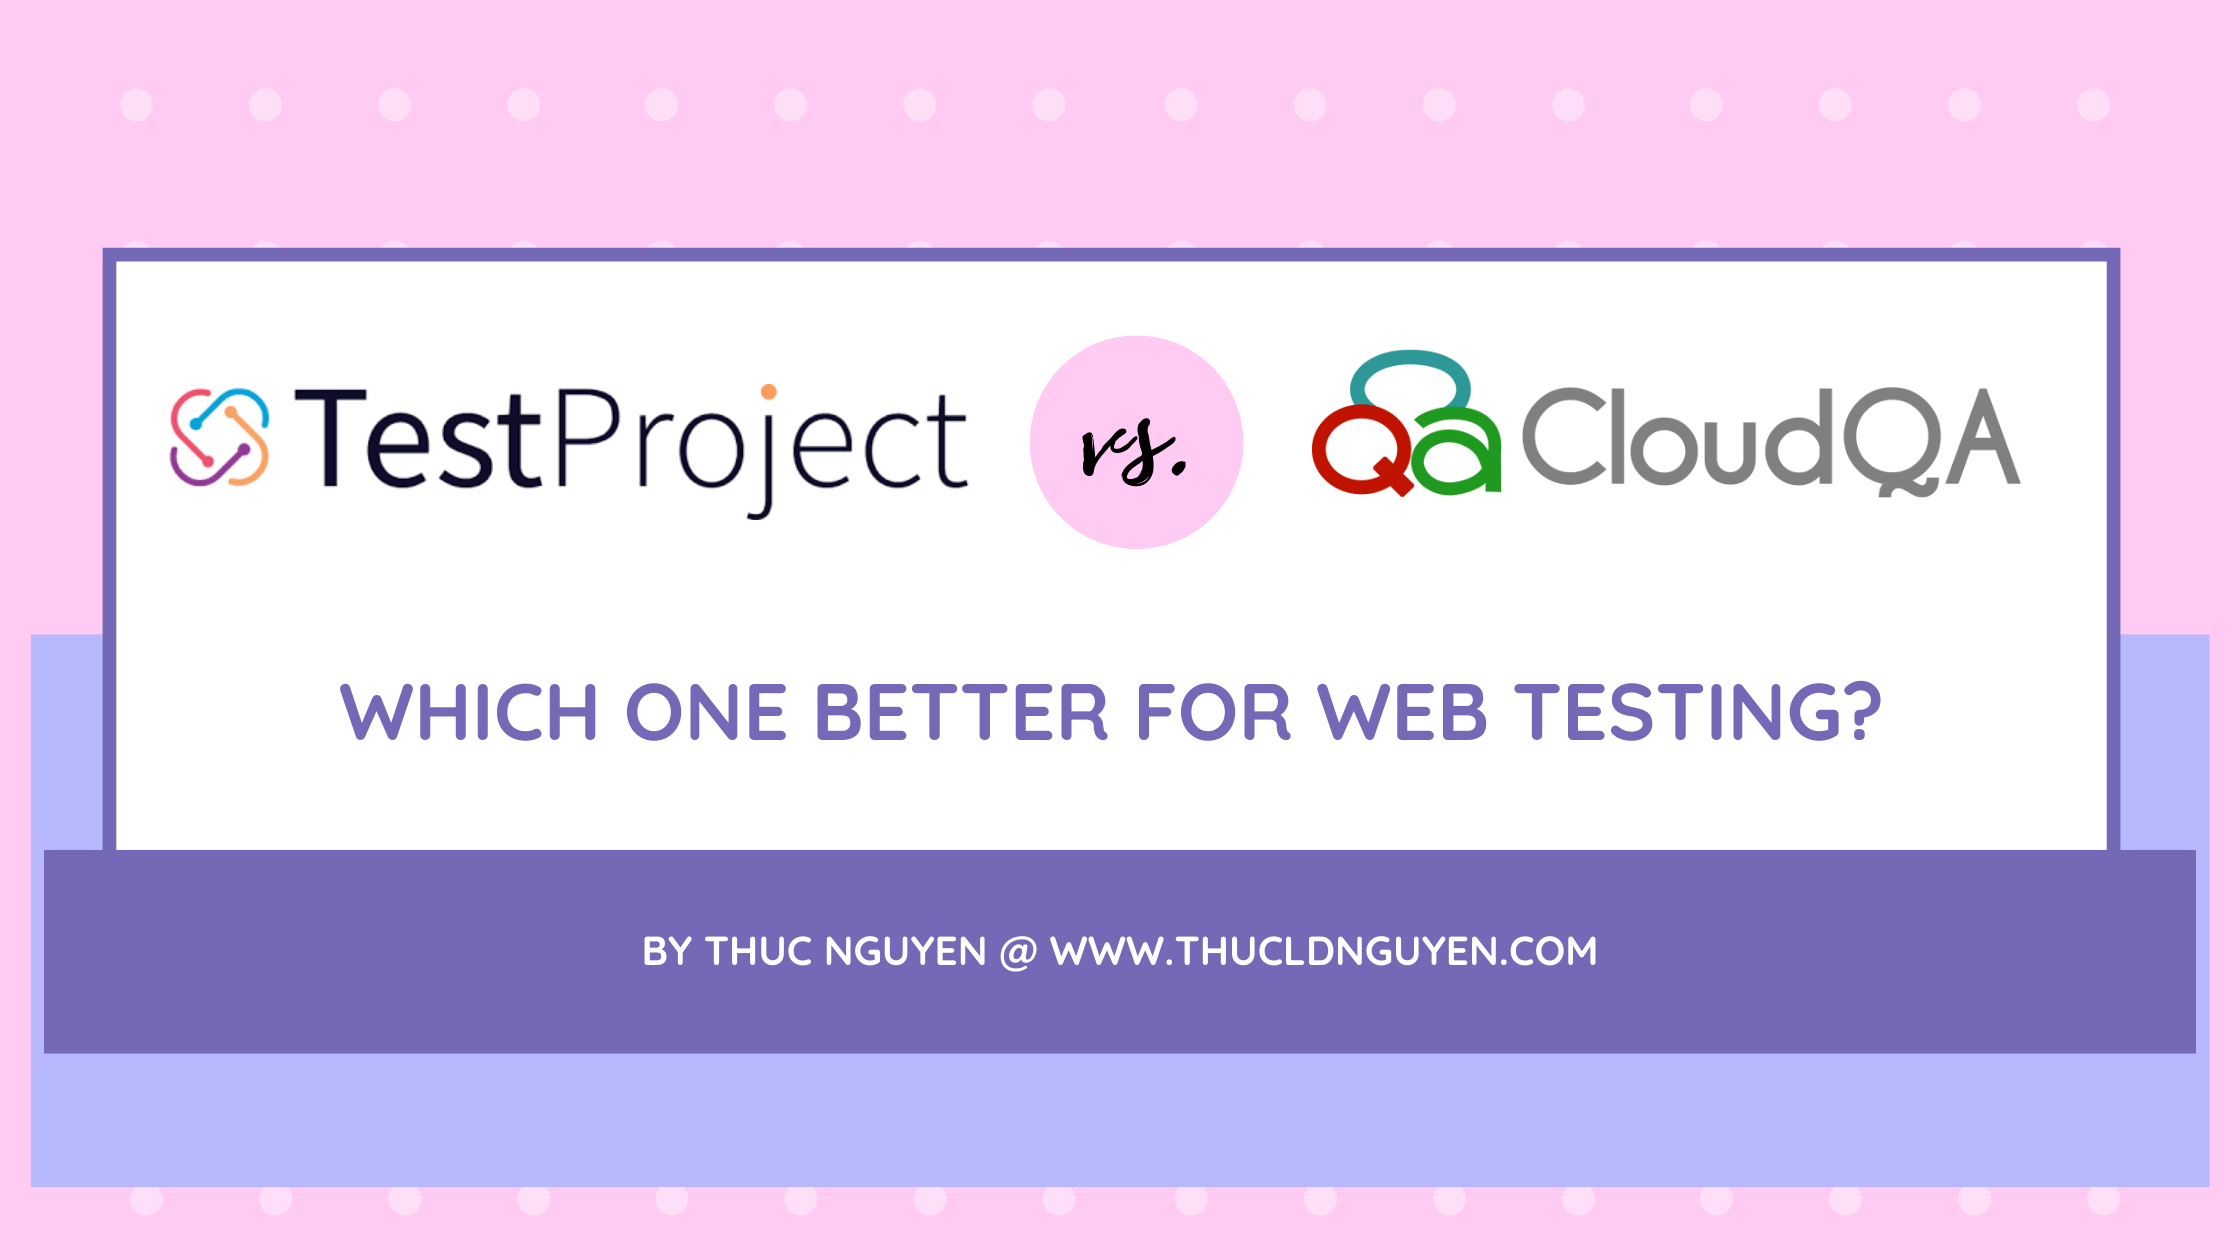 TestProject vs. Qa CloudQA
WHICH ONE BETTER FOR WEB TESTING?
BY THUC NGUYEN @ WWW.THUCLDNGUYEN.COM